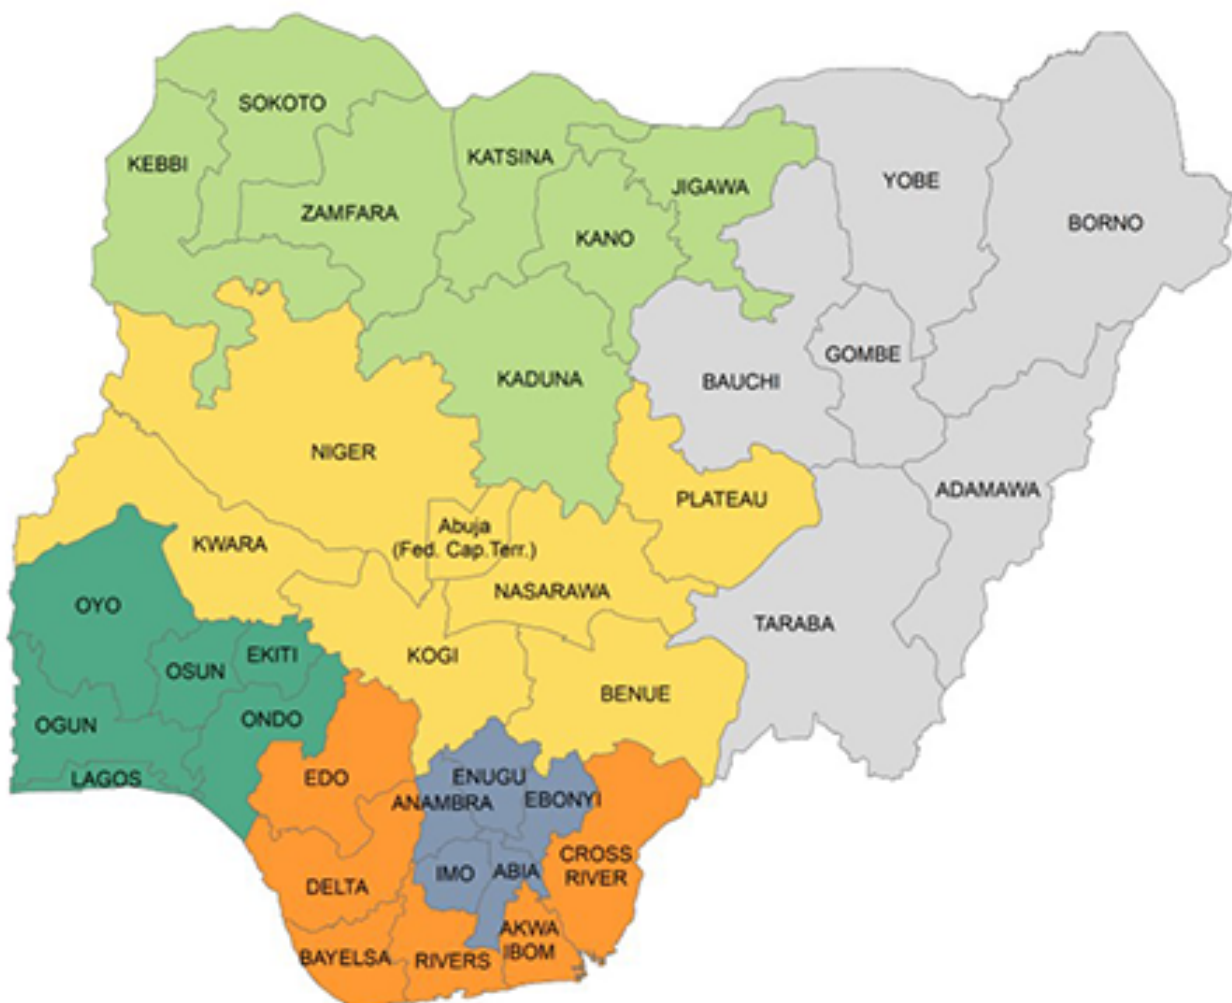 SOKOTO
KEBBI
KATSINA
ZAMFARA
JIGAWA
YOBE
KANO
BORNO
GOMBE
KADUNA
BAUCHI
NIGER
PLATEAU
ADAMAWA
Abuja
(Fed. Cap.Terr.)
KWARA
NASARAWA
OYO
TARABA
EKITI
KOGI
OSUN
BENUE
OGUN
ONDO
LAGOS
EDO
ENUGU
ANAMBRA
EBONYI
CROSS
RIVER
IMO
ABIA
DELTA
AKWA
IBOM
BAYELSA
RIVERS